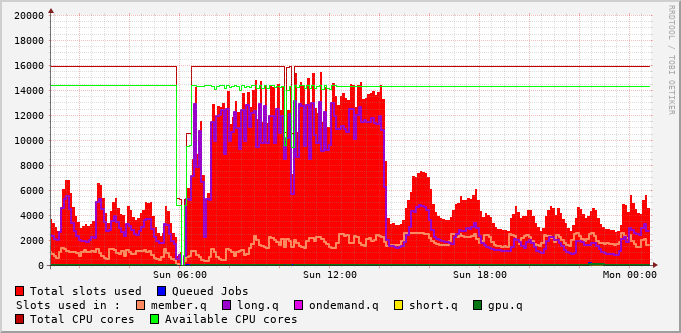 20000
18000
16000
14000
12000
10000
8000
6000
4000
2000
0
Sun 06:00 Sun 12:00 Sun 18:00 Mon 00:00
RRDTOOL / TOBI OETIKER
Total slots used Queued Jobs
Slots used in : member.q long.q ondemand.q short.q gpu.q
Total CPU cores Available CPU cores